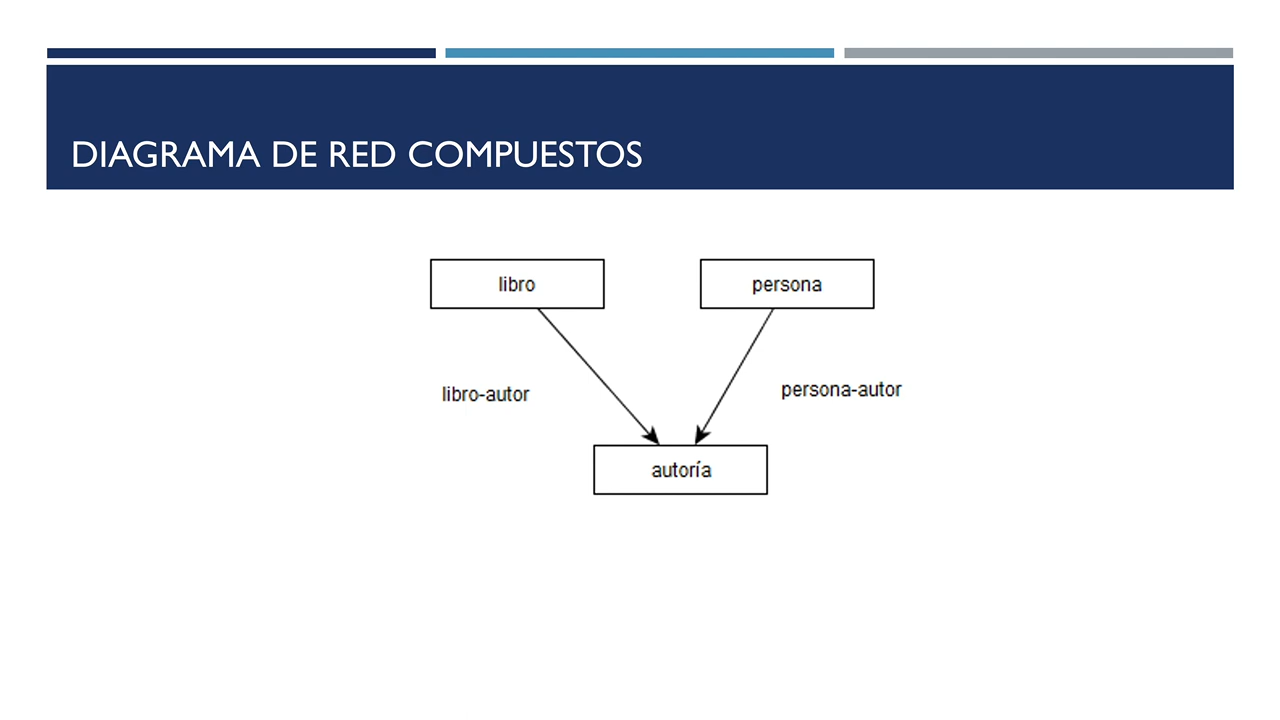 DIAGRAMA DE RED COMPUESTOS
libro
persona
libro-autor
persona-autor
autoría